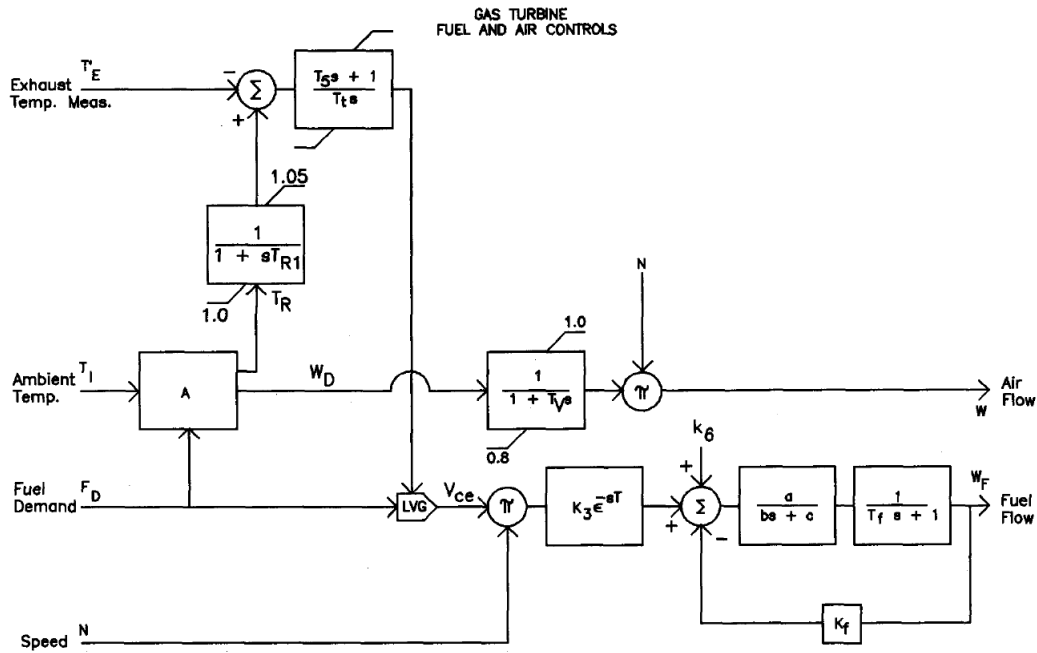 GAS TURBINE
FUEL AND AIR CONTROLS
Exhaust
Temp. Meas.
T'E
−
Σ
+
T5s + 1
Tts
1.05
1
1 + sTR1
1.0
TR
N
Ambient
Temp.
TI
A
WD
1.0
1
1 + TVs
0.8
π
W
Air
Flow
Fuel
Demand
FD
LVG
Vce
π
K3ϵ-sT
k6
+
+
Σ
−
a
bs + c
1
Tf s + 1
WF
Fuel
Flow
Kf
Speed
N